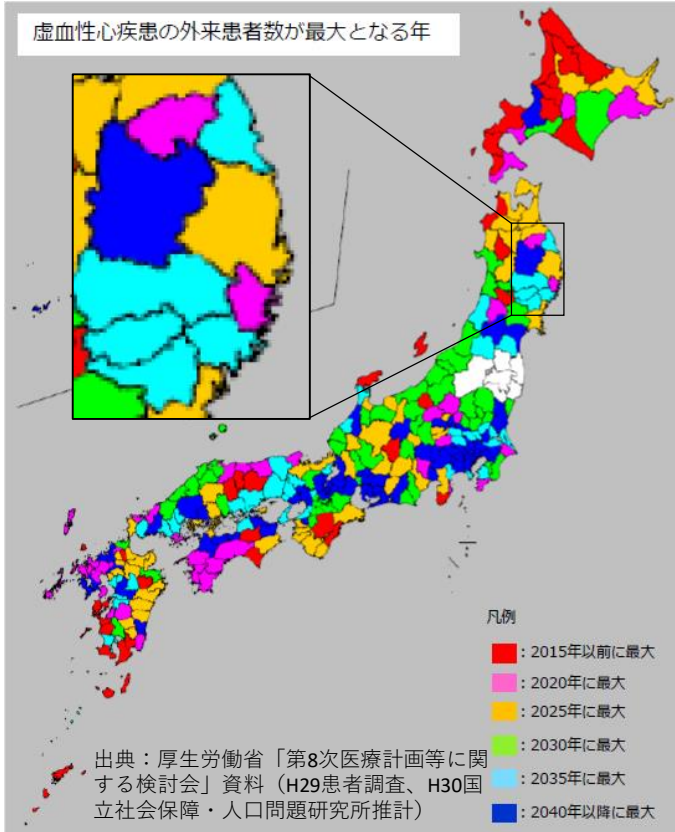 虚血性心疾患の外来患者数が最大となる年
凡例
：2015年以前に最大
：2020年に最大
：2025年に最大
：2030年に最大
：2035年に最大
：2040年以降に最大
出典：厚生労働省「第8次医療計画等に関
する検討会」資料（H29患者調査、H30国
立社会保障・人口問題研究所推計）